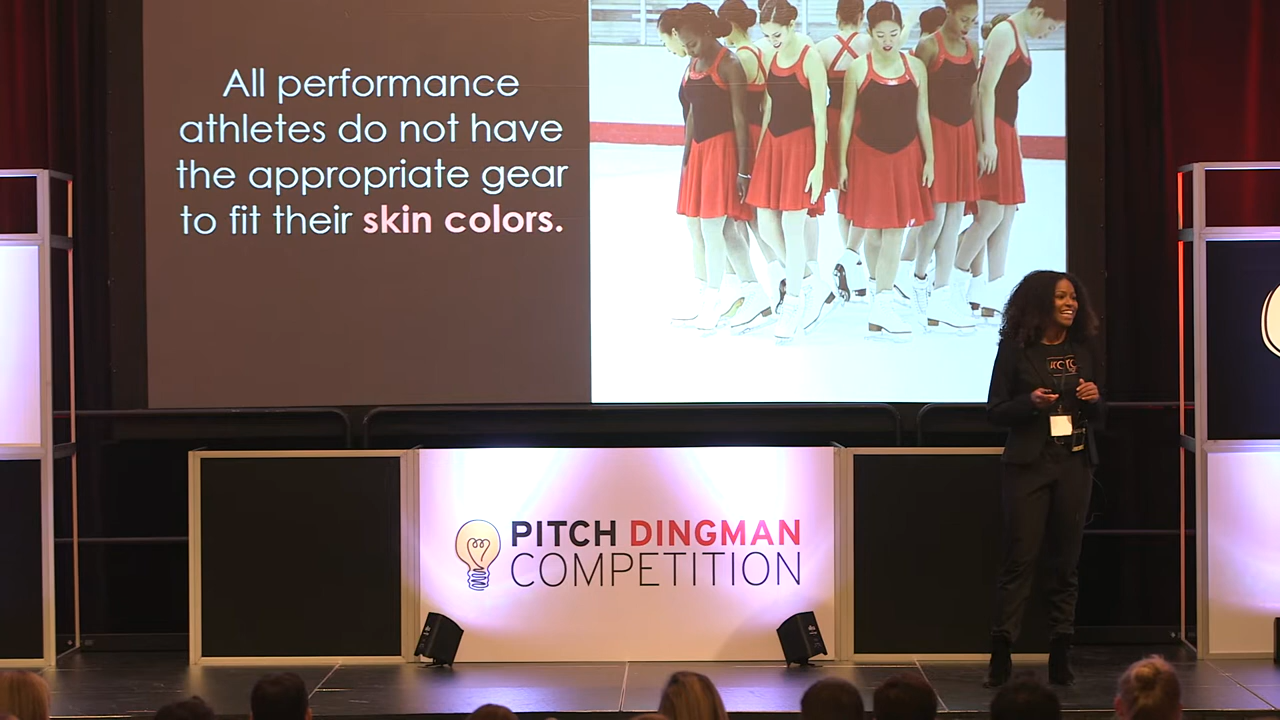 All performance
athletes do not have
the appropriate gear
to fit their skin colors.
PITCH DINGMAN
COMPETITION